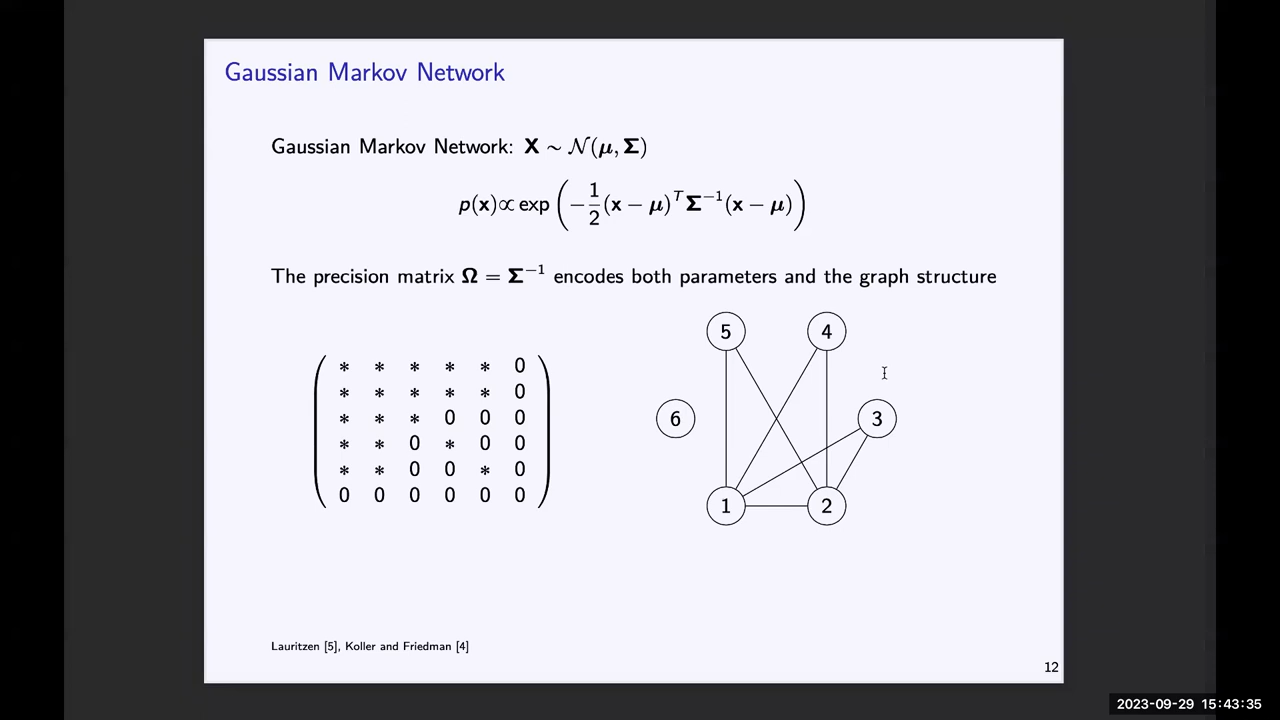 Gaussian Markov Network
Gaussian Markov Network: X ∼ 𝒩(μ, Σ)
p(x)∝ exp(−1/2(x − μ)ᵀΣ⁻¹(x − μ))
The precision matrix Ω = Σ⁻¹ encodes both parameters and the graph structure
∗ ∗ ∗ ∗ ∗ 0
∗ ∗ ∗ ∗ ∗ 0
∗ ∗ ∗ 0 0 0
∗ ∗ 0 ∗ 0 0
∗ ∗ 0 0 ∗ 0
0 0 0 0 0 0
5 4
6 3
1 2
Lauritzen [5], Koller and Friedman [4]
12
2023-09-29 15:43:35